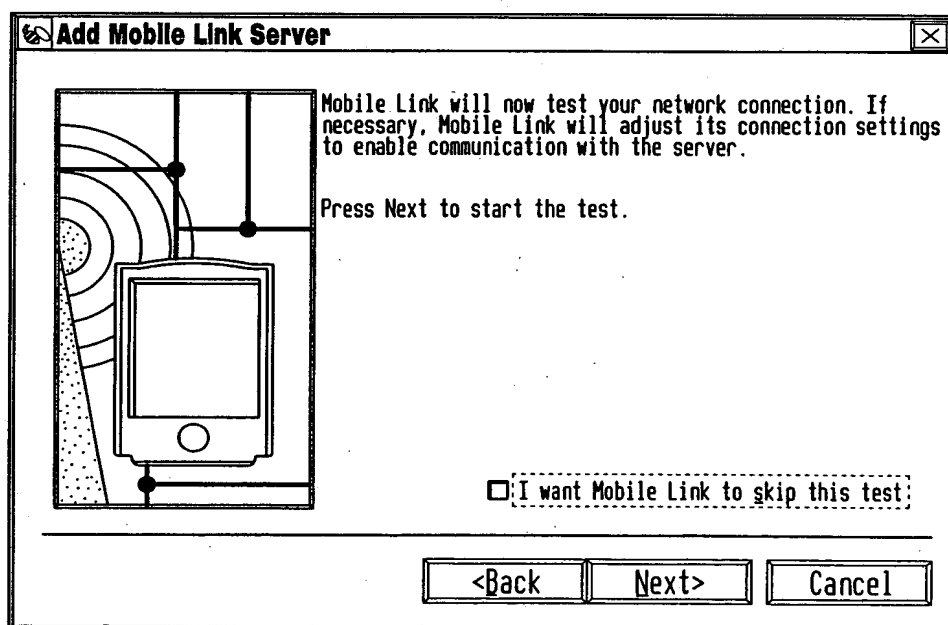 Add Mobile Link Server
Mobile Link will now test your network connection. If
necessary, Mobile Link will adjust its connection settings
to enable communication with the server.
Press Next to start the test.
I want Mobile Link to skip this test
<Back Next> Cancel